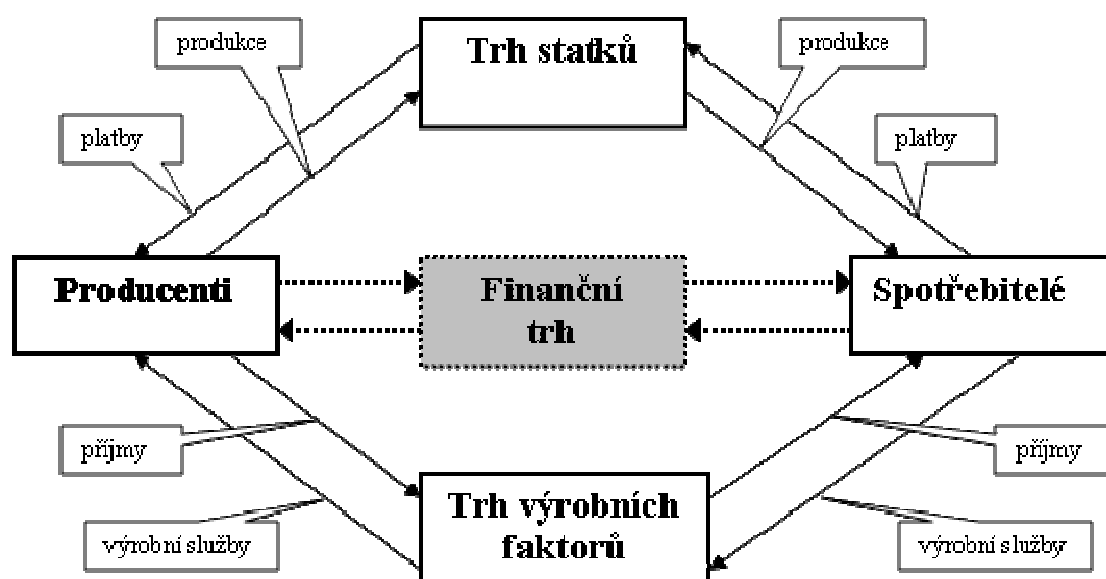 produkce
Trh statků
produkce
platby
platby
Producenti
Finanční
trh
Spotřebitelé
příjmy
příjmy
Trh výrobních
faktorů
výrobní služby
výrobní služby